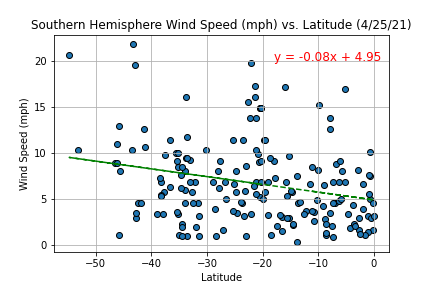 Southern Hemisphere Wind Speed (mph) vs. Latitude (4/25/21)
y = -0.08x + 4.95
20
15
10
5
0
Wind Speed (mph)
−50 −40 −30 −20 −10 0
Latitude